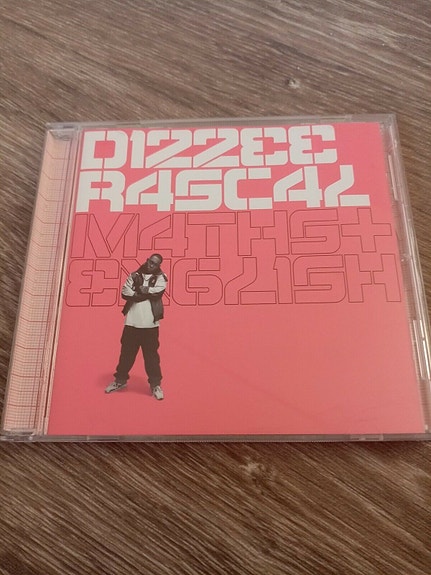 DIZZEE
RASCAL
MATHS+
ENGLISH